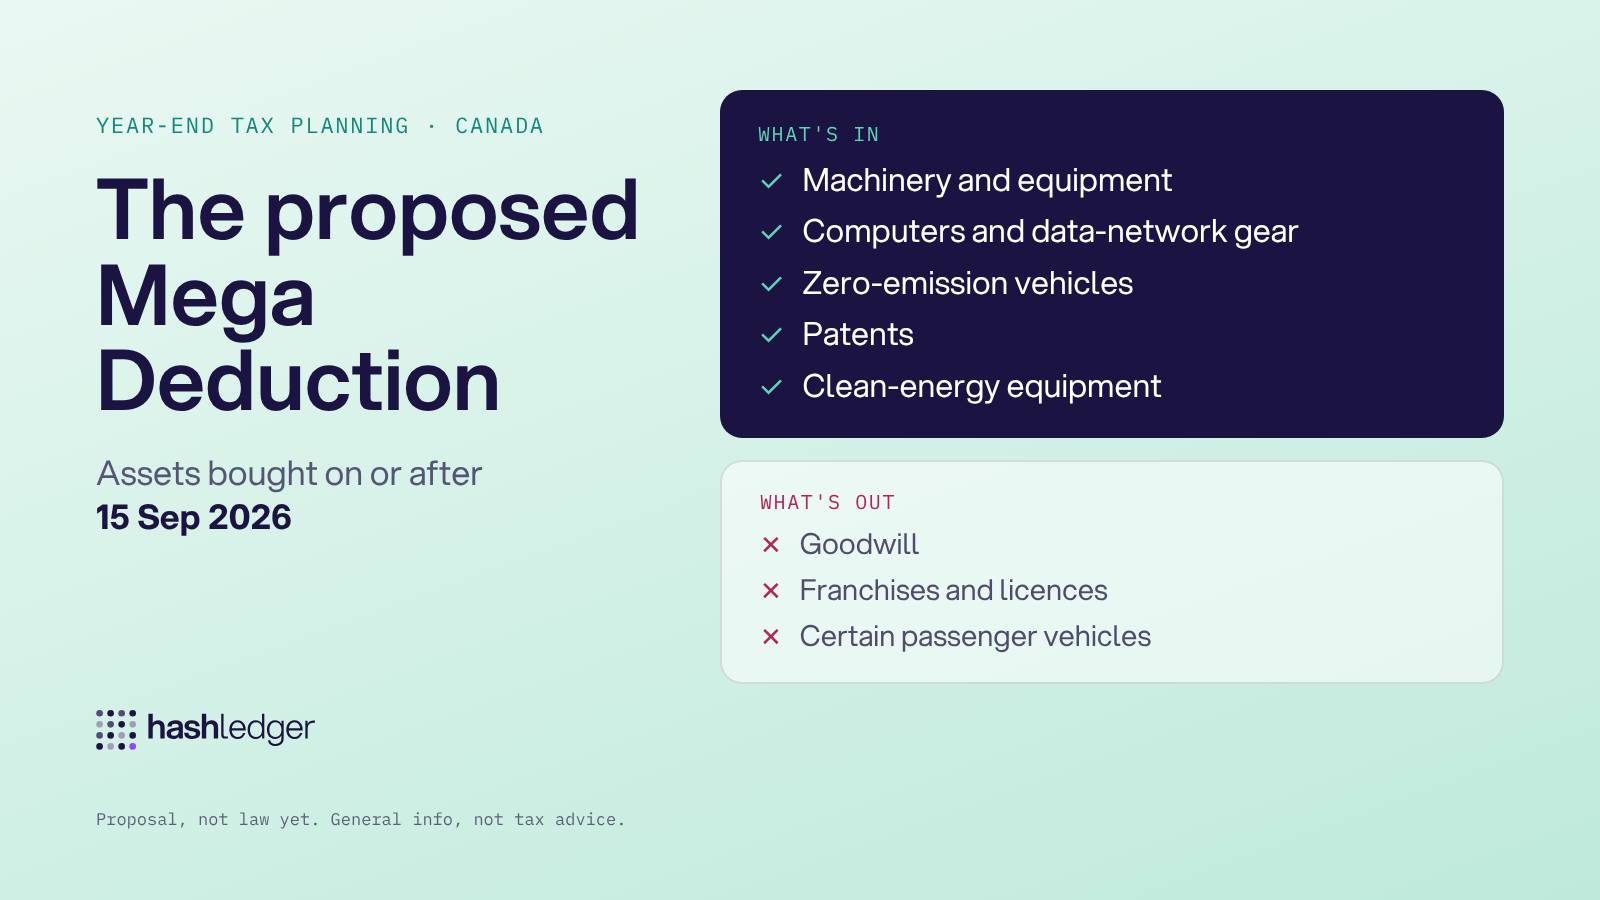 YEAR-END TAX PLANNING · CANADA
The proposed
Mega
Deduction
Assets bought on or after
15 Sep 2026
WHAT'S IN
✓ Machinery and equipment
✓ Computers and data-network gear
✓ Zero-emission vehicles
✓ Patents
✓ Clean-energy equipment
WHAT'S OUT
✕ Goodwill
✕ Franchises and licences
✕ Certain passenger vehicles
hashledger
Proposal, not law yet. General info, not tax advice.